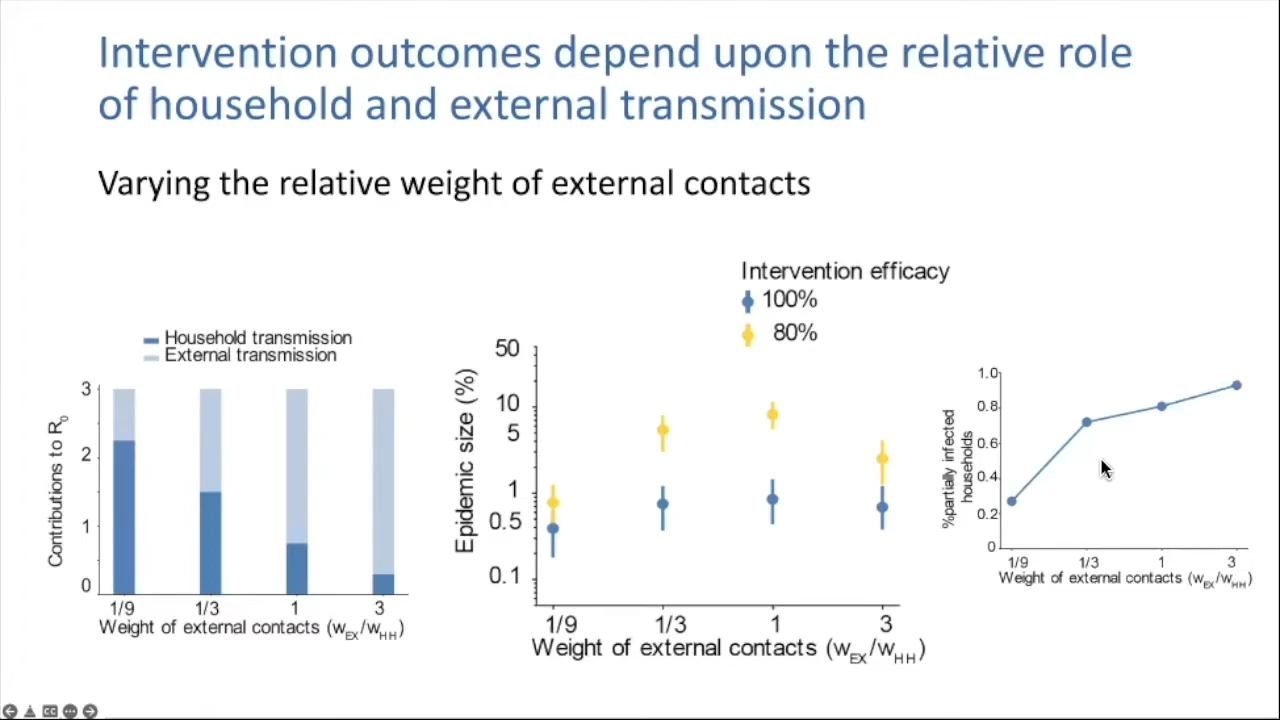 Intervention outcomes depend upon the relative role
of household and external transmission
Varying the relative weight of external contacts
Household transmission
External transmission
3
2
1
0
Contributions to R0
1/9 1/3 1 3
Weight of external contacts (wEX/wHH)
Intervention efficacy
100%
80%
50
10
5
1
0.5
0.1
Epidemic size (%)
1/9 1/3 1 3
Weight of external contacts (wEX/wHH)
1.0
0.8
0.6
0.4
0.2
0
%partially infected
households
1/9 1/3 1 3
Weight of external contacts (wEX/wHH)
CC